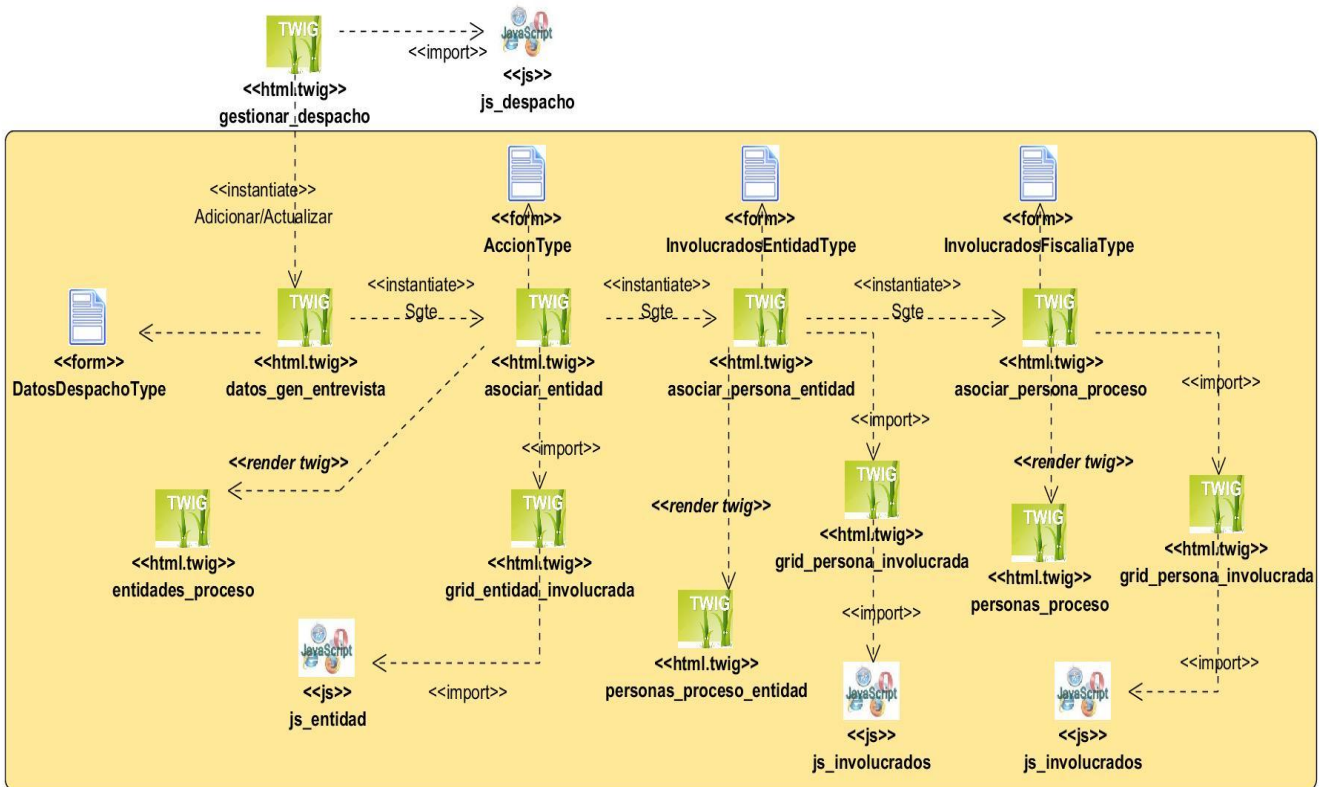 TWIG
<<import>>
JavaScript
<<js>>
js_despacho
<<html.twig>>
gestionar_despacho
<<instantiate>>
Adicionar/Actualizar
<<form>>
AccionType
<<form>>
InvolucradosEntidadType
<<form>>
InvolucradosFiscaliaType
<<form>>
DatosDespachoType
TWIG
<<html.twig>>
datos_gen_entrevista
<<instantiate>>
Sgte
TWIG
<<html.twig>>
asociar_entidad
<<instantiate>>
Sgte
TWIG
<<html.twig>>
asociar_persona_entidad
<<instantiate>>
Sgte
TWIG
<<html.twig>>
asociar_persona_proceso
<<import>>
<<render twig>>
<<import>>
<<render twig>>
<<import>>
<<render twig>>
TWIG
<<html.twig>>
entidades_proceso
TWIG
<<html.twig>>
grid_entidad_involucrada
TWIG
<<html.twig>>
grid_persona_involucrada
TWIG
<<html.twig>>
personas_proceso
TWIG
<<html.twig>>
grid_persona_involucrada
TWIG
<<html.twig>>
personas_proceso_entidad
JavaScript
<<js>>
js_entidad
<<import>>
<<import>>
JavaScript
<<js>>
js_involucrados
<<import>>
JavaScript
<<js>>
js_involucrados